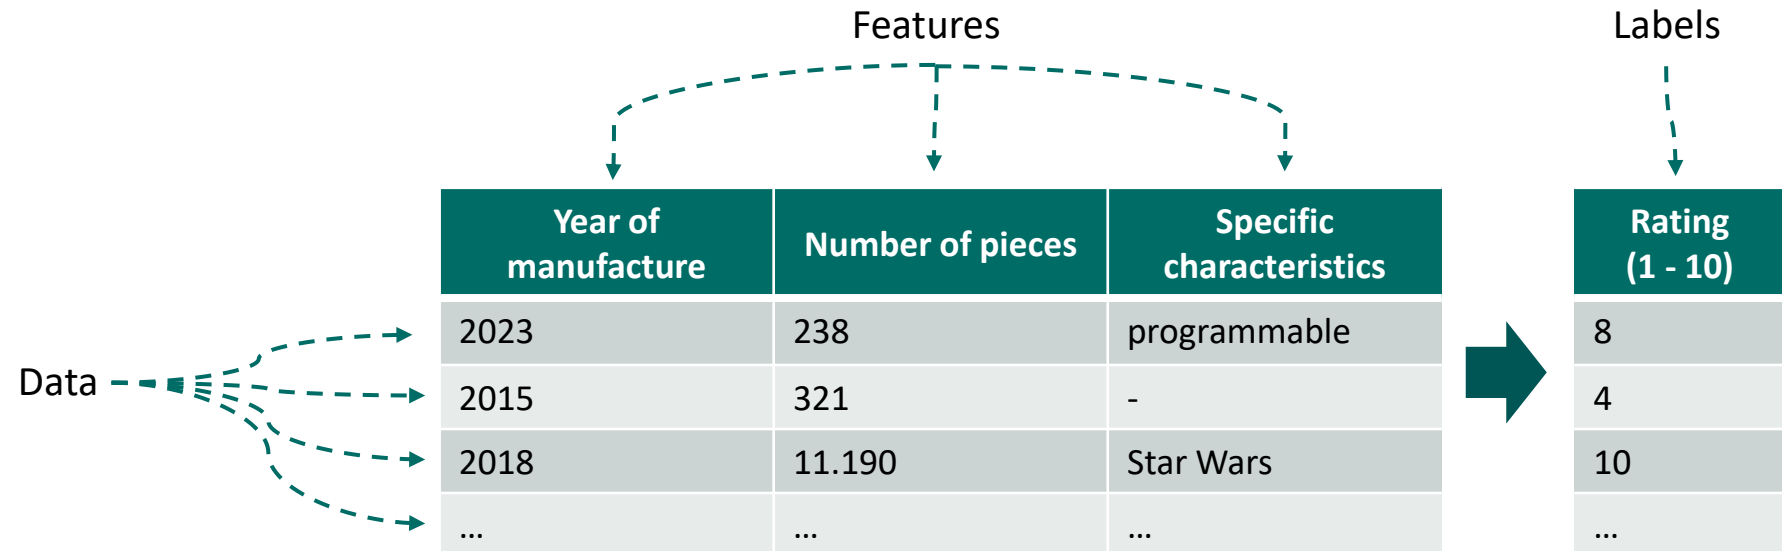 Features
Labels
Year of
manufacture
Number of pieces
Specific
characteristics
Rating
(1 - 10)
Data
2023
238
programmable
8
2015
321
-
4
2018
11.190
Star Wars
10
...
...
...
...